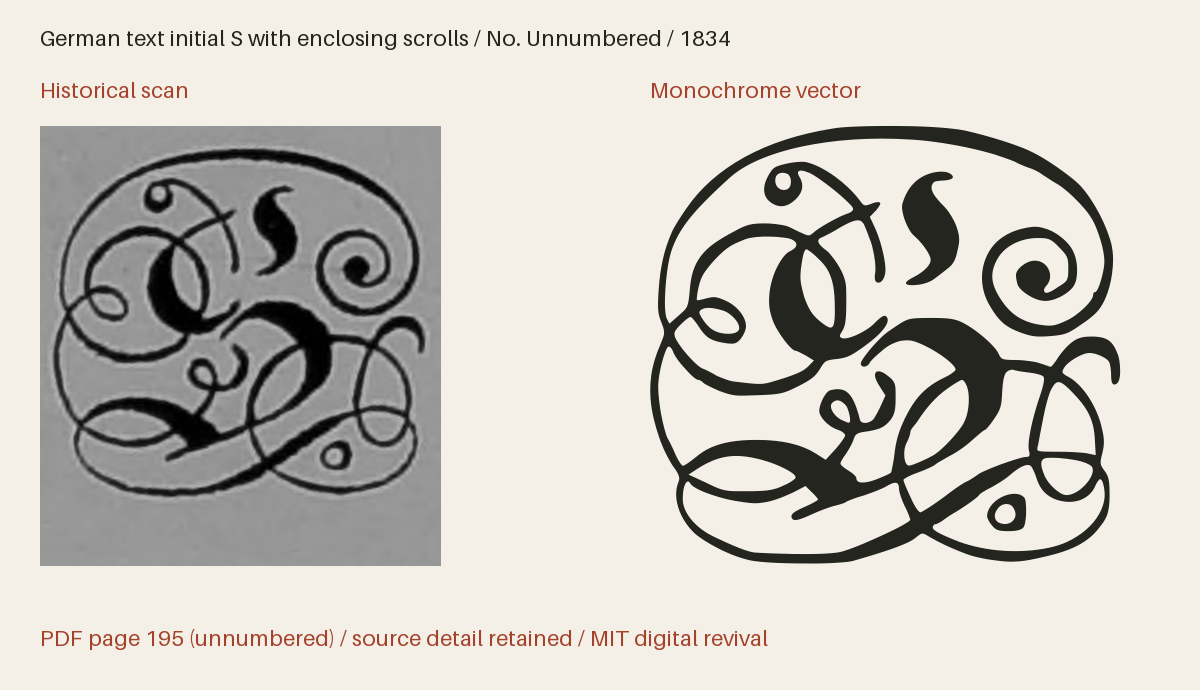 German text initial S with enclosing scrolls / No. Unnumbered / 1834
Historical scan
Monochrome vector
S
S
PDF page 195 (unnumbered) / source detail retained / MIT digital revival